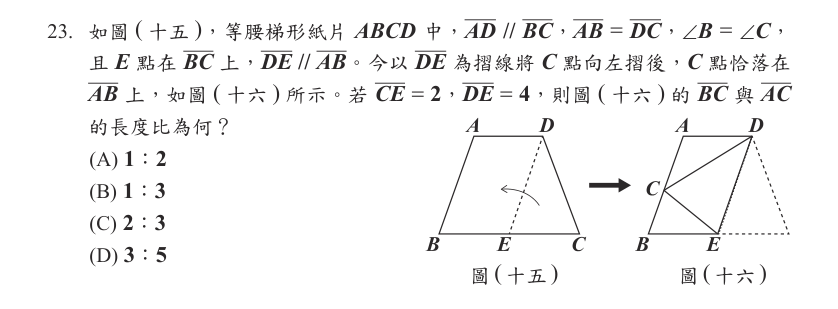 23. 如圖(十五)，等腰梯形紙片 ABCD 中，AD // BC，AB = DC，∠B = ∠C，
且 E 點在 BC 上，DE // AB。今以 DE 為摺線將 C 點向左摺後，C 點恰落在
AB 上，如圖(十六)所示。若 CE = 2，DE = 4，則圖(十六)的 BC 與 AC
的長度比為何？
(A) 1：2
(B) 1：3
(C) 2：3
(D) 3：5
A D
B E C
圖(十五)
A D
C
B E
圖(十六)